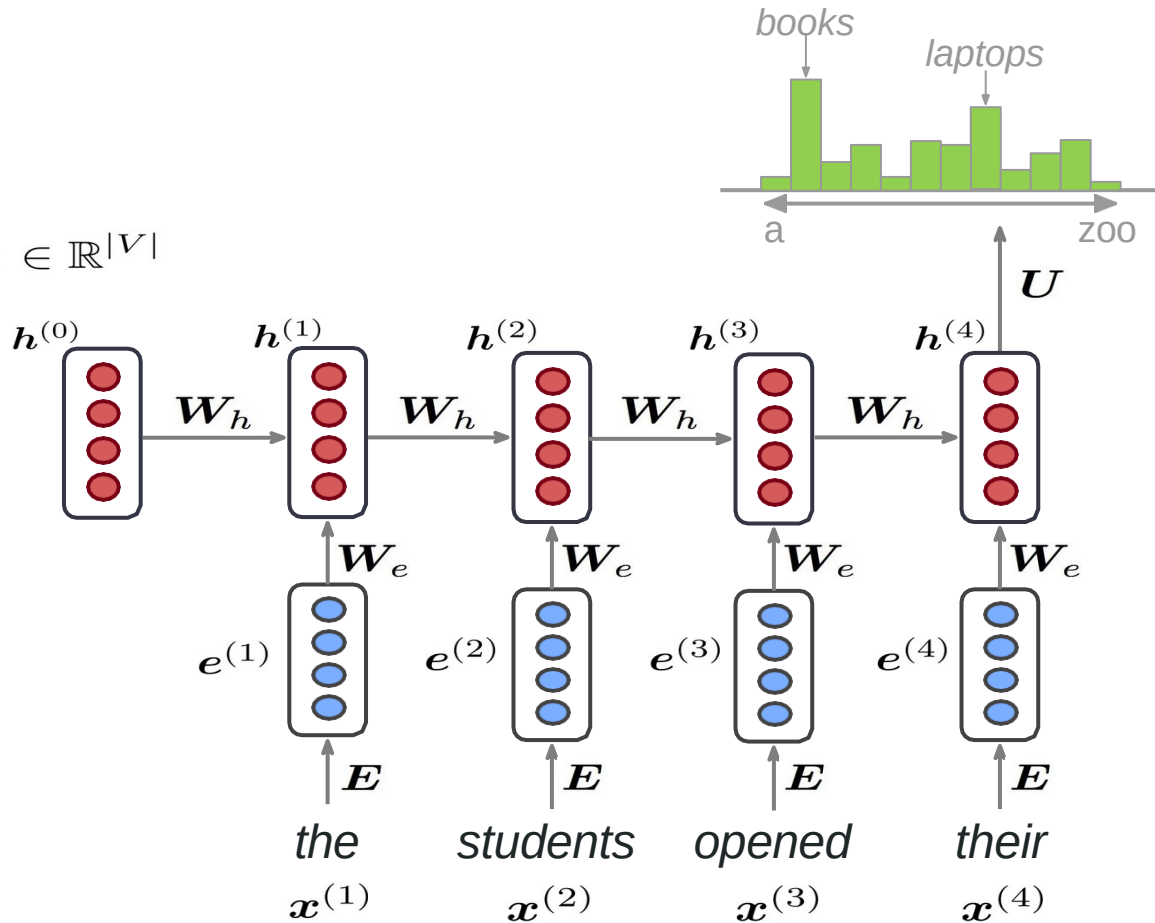 books
laptops
a zoo
∈ ℝ^{|V|}
U
h^{(0)} h^{(1)} h^{(2)} h^{(3)} h^{(4)}
W_h W_h W_h W_h
W_e W_e W_e W_e
e^{(1)} e^{(2)} e^{(3)} e^{(4)}
E E E E
the students opened their
x^{(1)} x^{(2)} x^{(3)} x^{(4)}